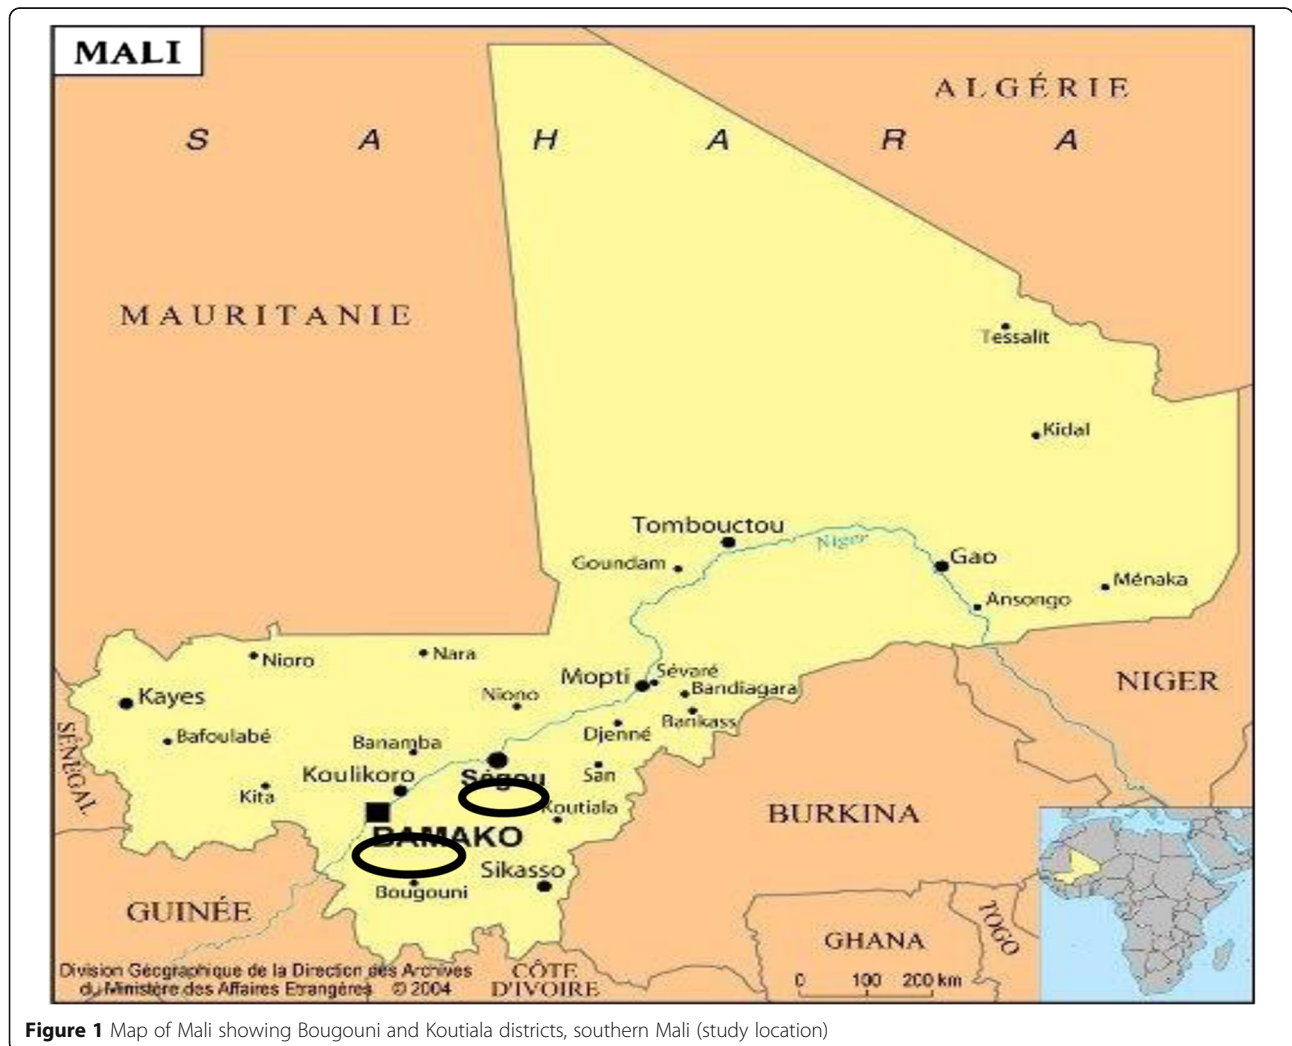 MALI
ALGÉRIE
S A H A R A
MAURITANIE
Tessalit
Kidal
Tombouctou
Niger
Goundam
Gao
Ménaka
Ansongo
Nioro
Nara
Mopti
Sévaré
Bandiagara
NIGER
Kayes
Niono
Bankass
SÉNÉGAL
Bafoulabé
Banamba
Djenné
Koulikoro
Ségou
San
Kita
Koutiala
BURKINA
BAMAKO
Sikasso
Bougouni
GUINÉE
TOGO
GHANA
Division Géographique de la Direction des Archives
du Ministère des Affaires Etrangères © 2004
CÔTE
D'IVOIRE
0 100 200 km
Figure 1 Map of Mali showing Bougouni and Koutiala districts, southern Mali (study location)